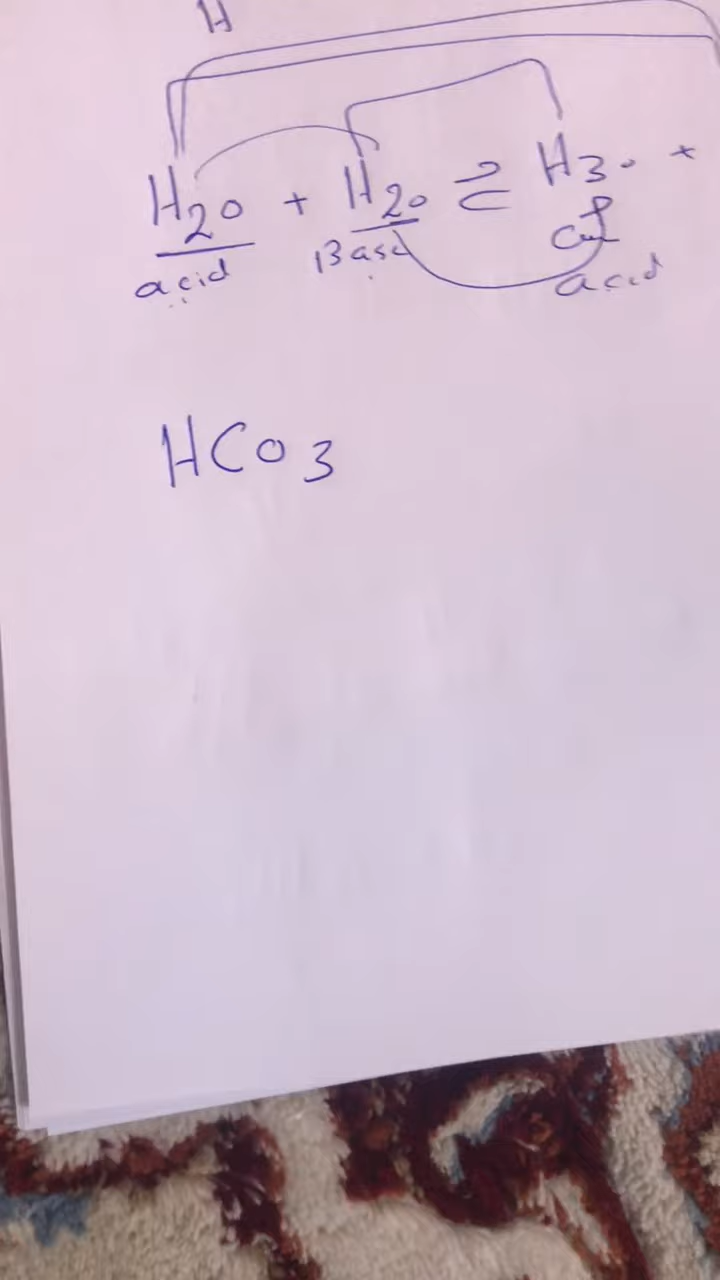 H
H2O + H2O ⇌ H3O +
acid Base acid
HCO3